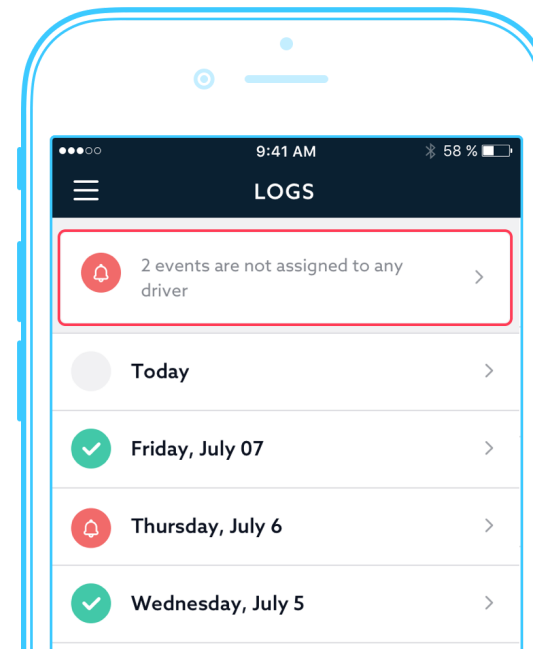 9:41 AM
58 %
LOGS
2 events are not assigned to any
driver
Today
Friday, July 07
Thursday, July 6
Wednesday, July 5